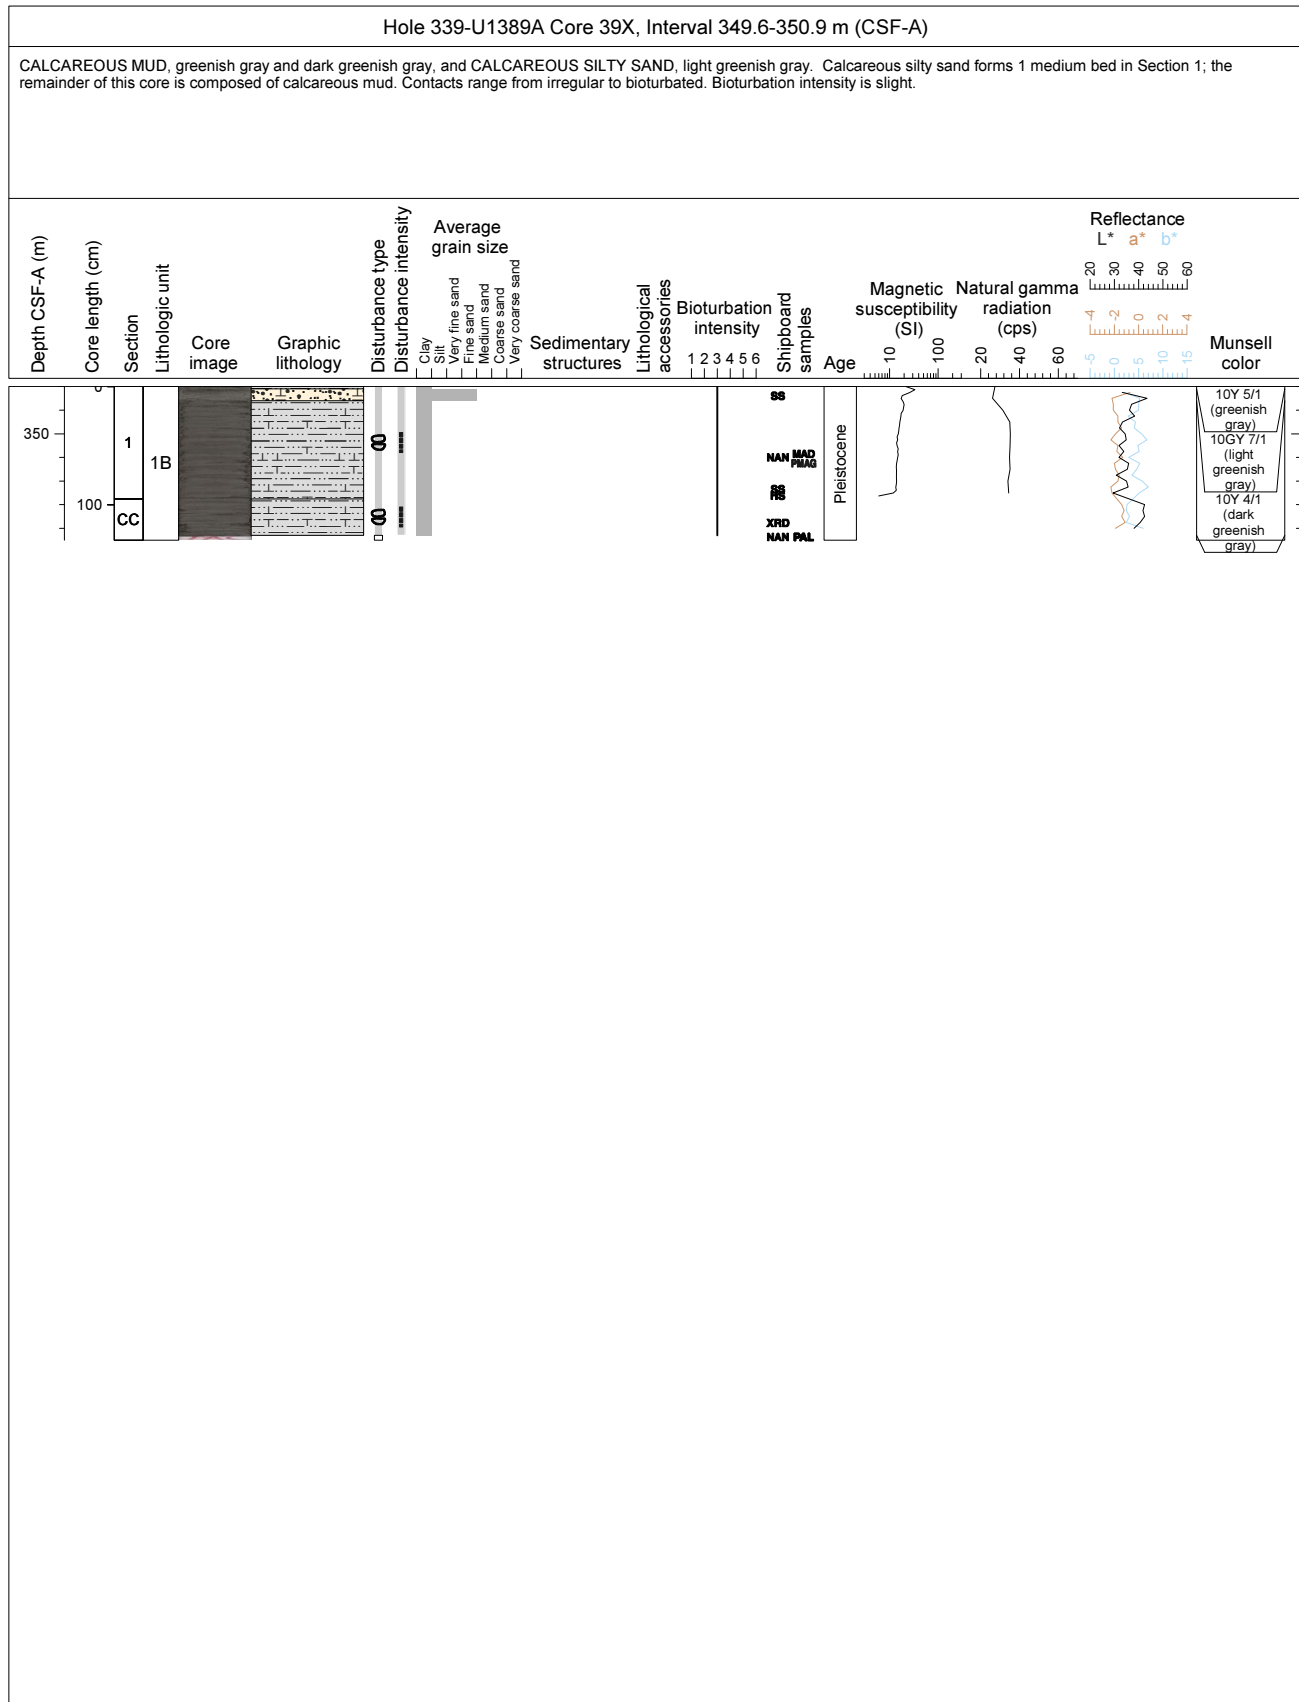 Hole 339-U1389A Core 39X, Interval 349.6-350.9 m (CSF-A)
CALCAREOUS MUD, greenish gray and dark greenish gray, and CALCAREOUS SILTY SAND, light greenish gray.  Calcareous silty sand forms 1 medium bed in Section 1; the
remainder of this core is composed of calcareous mud. Contacts range from irregular to bioturbated. Bioturbation intensity is slight.
Depth CSF-A (m)
Core length (cm)
Section
Lithologic unit
Core
image
Graphic
lithology
Disturbance type
Disturbance intensity
Average
grain size
Clay
Silt
Very fine sand
Fine sand
Medium sand
Coarse sand
Very coarse sand
Sedimentary
structures
Lithological
accessories
Bioturbation
intensity
1 2 3 4 5 6
Shipboard
samples
Age
Magnetic
susceptibility
(SI)
10 100
Natural gamma
radiation
(cps)
20 40 60
Reflectance
L* a* b*
20 30 40 50 60
-4 -2 0 2 4
-5 0 5 10 15
Munsell
color
0
350
100
1
CC
1B
SS
NAN MAD
PMAG
SS
HS
XRD
NAN PAL
Pleistocene
10Y 5/1
(greenish
gray)
10GY 7/1
(light
greenish
gray)
10Y 4/1
(dark
greenish
gray)